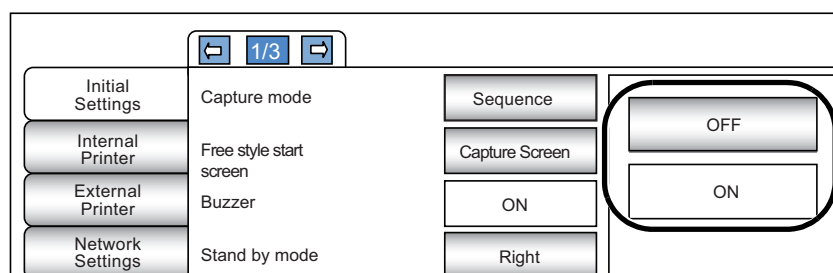 1/3
Initial
Settings
Capture mode
Sequence
OFF
Internal
Printer
Free style start
screen
Capture Screen
External
Printer
Buzzer
ON
ON
Network
Settings
Stand by mode
Right